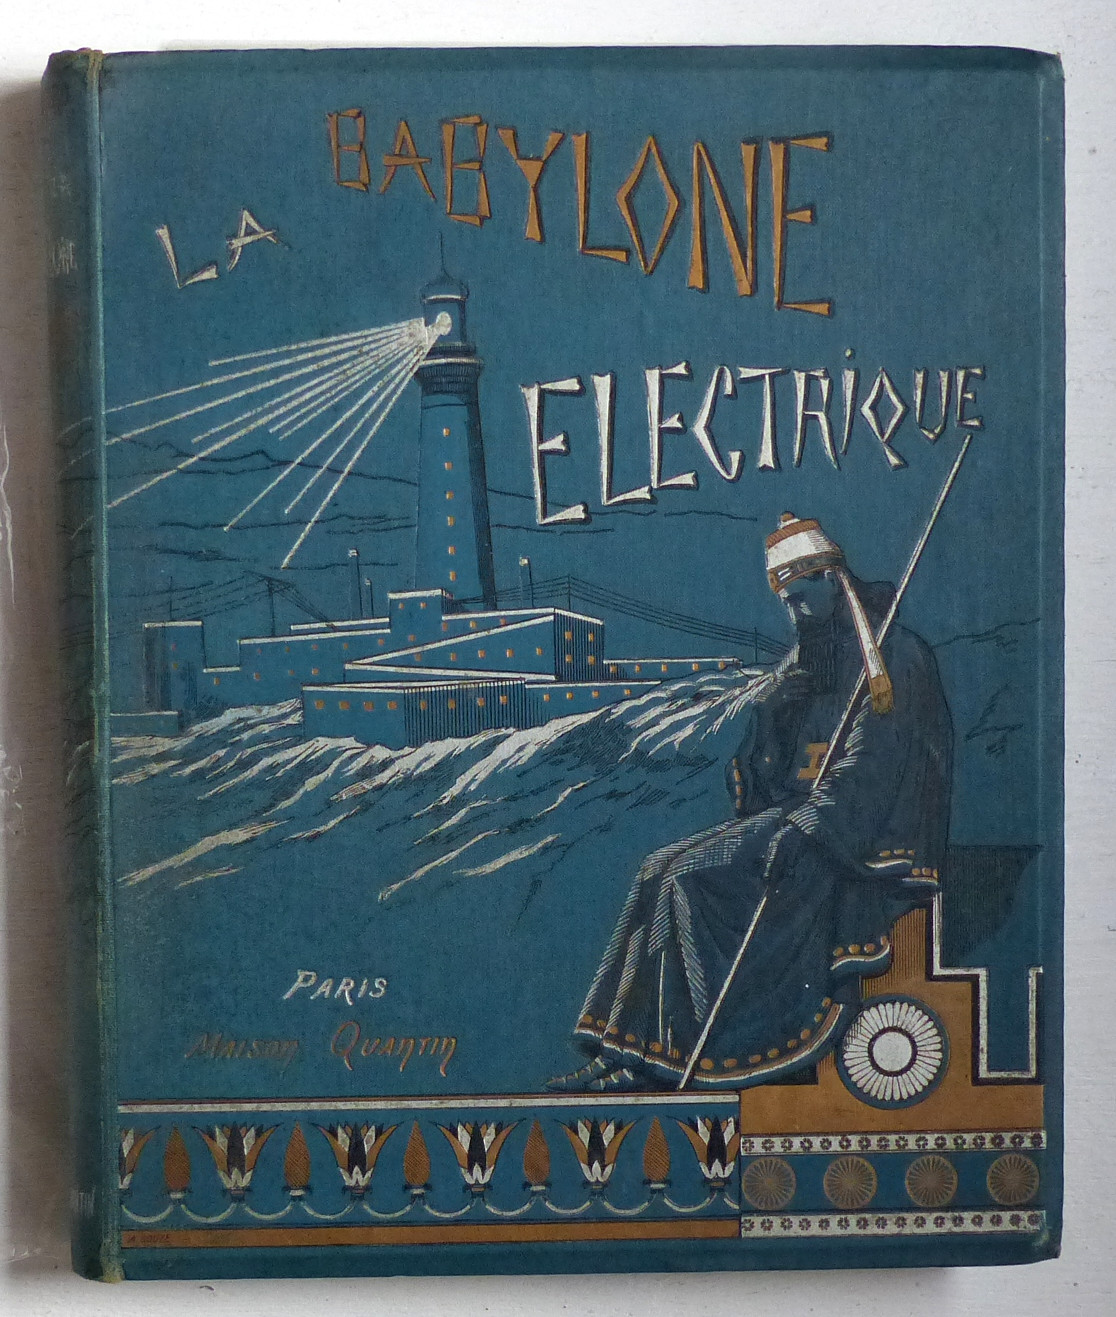 LA BABYLONE
ELECTRIQUE
PARIS
MAISON QUANTIN